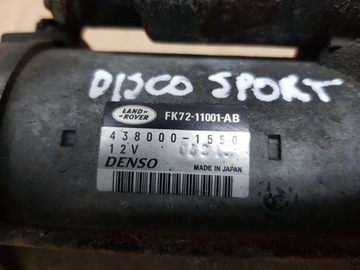 DISCO SPORT
LAND-ROVER
FK72-11001-AB
438000-1550
12V
DENSO
MADE IN JAPAN